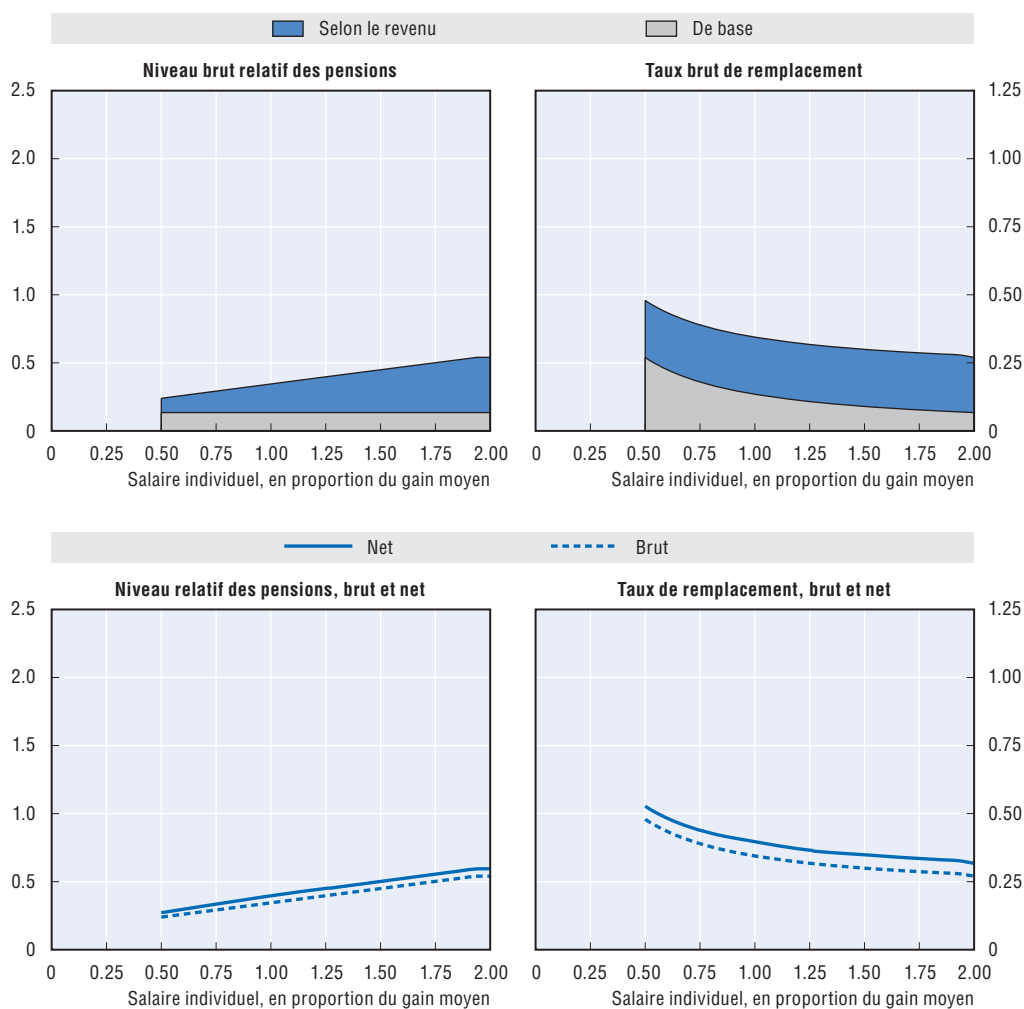 Selon le revenu De base
Niveau brut relatif des pensions Taux brut de remplacement
2.5 1.25
2.0 1.00
1.5 0.75
1.0 0.50
0.5 0.25
0 0
0 0.25 0.50 0.75 1.00 1.25 1.50 1.75 2.00 0 0.25 0.50 0.75 1.00 1.25 1.50 1.75 2.00
Salaire individuel, en proportion du gain moyen Salaire individuel, en proportion du gain moyen
Net Brut
Niveau relatif des pensions, brut et net Taux de remplacement, brut et net
2.5 1.25
2.0 1.00
1.5 0.75
1.0 0.50
0.5 0.25
0 0
0 0.25 0.50 0.75 1.00 1.25 1.50 1.75 2.00 0 0.25 0.50 0.75 1.00 1.25 1.50 1.75 2.00
Salaire individuel, en proportion du gain moyen Salaire individuel, en proportion du gain moyen